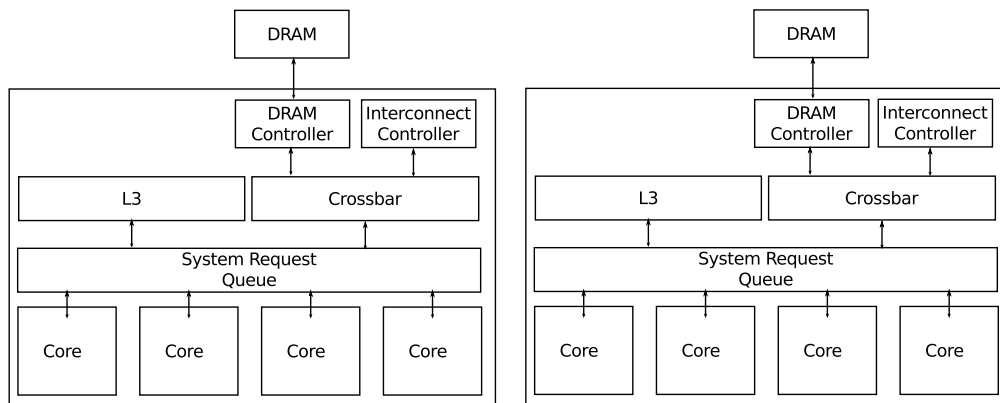 DRAM
DRAM
Controller
Interconnect
Controller
L3
Crossbar
System Request
Queue
Core
Core
Core
Core
DRAM
DRAM
Controller
Interconnect
Controller
L3
Crossbar
System Request
Queue
Core
Core
Core
Core